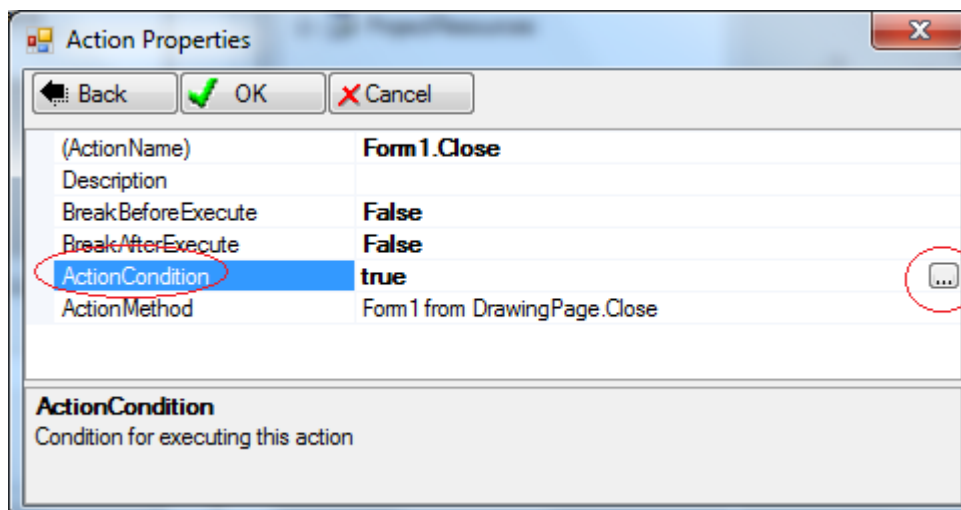 Action Properties
Back OK Cancel
(ActionName) Form1.Close
Description
BreakBeforeExecute False
BreakAfterExecute False
ActionCondition true ...
ActionMethod Form1 from DrawingPage.Close
ActionCondition
Condition for executing this action